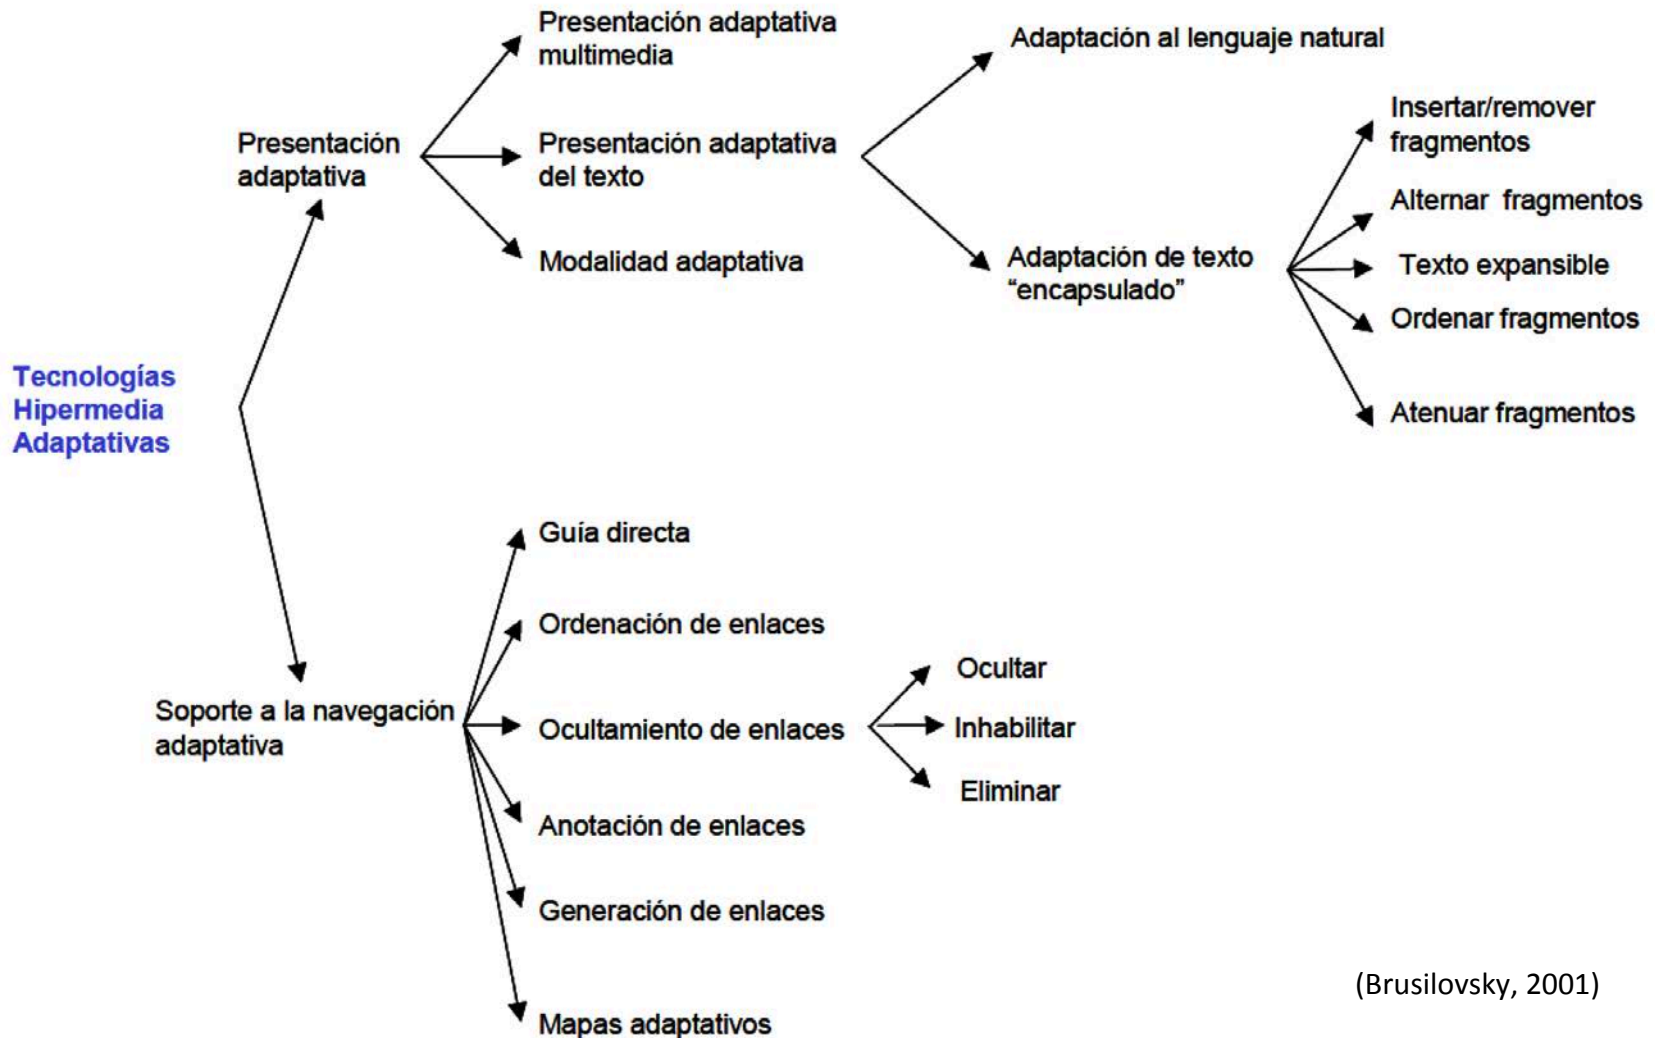 Tecnologías
Hipermedia
Adaptativas
Presentación
adaptativa
Presentación adaptativa
multimedia
Presentación adaptativa
del texto
Modalidad adaptativa
Adaptación al lenguaje natural
Adaptación de texto
“encapsulado”
Insertar/remover
fragmentos
Alternar fragmentos
Texto expansible
Ordenar fragmentos
Atenuar fragmentos
Soporte a la navegación
adaptativa
Guía directa
Ordenación de enlaces
Ocultamiento de enlaces
Ocultar
Inhabilitar
Eliminar
Anotación de enlaces
Generación de enlaces
Mapas adaptativos
(Brusilovsky, 2001)